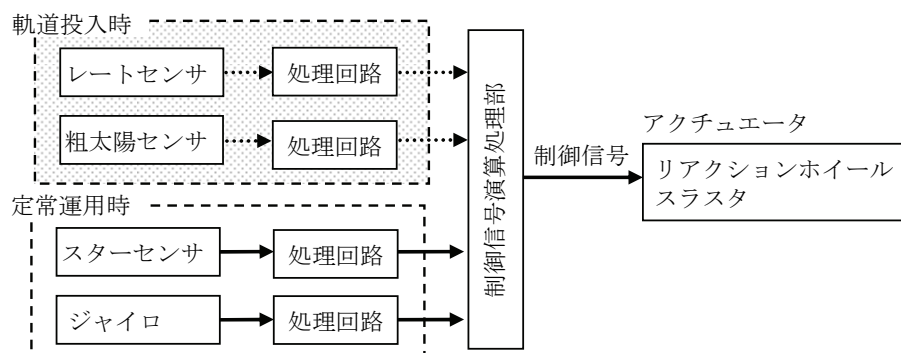 軌道投入時
レートセンサ
処理回路
粗太陽センサ
処理回路
定常運用時
スターセンサ
処理回路
ジャイロ
処理回路
制御信号演算処理部
制御信号
アクチュエータ
リアクションホイール
スラスタ